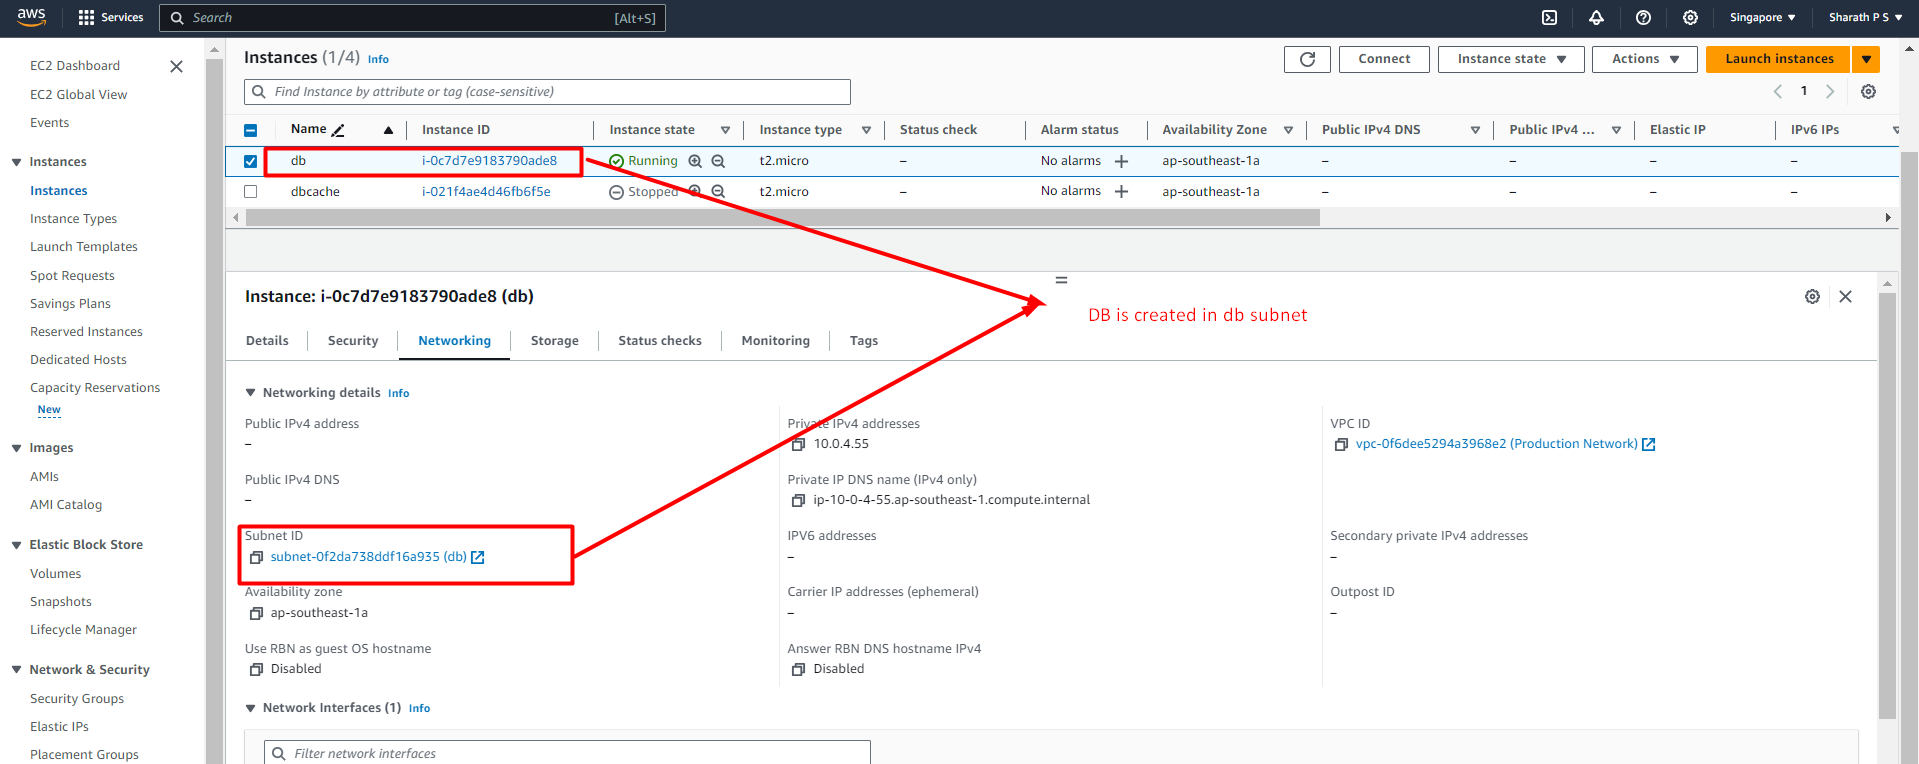 aws Services Search [Alt+S] Singapore Sharath P S
EC2 Dashboard
EC2 Global View
Events
Instances
Instances
Instance Types
Launch Templates
Spot Requests
Savings Plans
Reserved Instances
Dedicated Hosts
Capacity Reservations
New
Images
AMIs
AMI Catalog
Elastic Block Store
Volumes
Snapshots
Lifecycle Manager
Network & Security
Security Groups
Elastic IPs
Placement Groups
Instances (1/4) Info Connect Instance state Actions Launch instances
Find Instance by attribute or tag (case-sensitive) 1
Name Instance ID Instance state Instance type Status check Alarm status Availability Zone Public IPv4 DNS Public IPv4 ... Elastic IP IPv6 IPs
db i-0c7d7e9183790ade8 Running t2.micro – No alarms + ap-southeast-1a – – – –
dbcache i-021f4ae4d46fb6f5e Stopped t2.micro – No alarms + ap-southeast-1a – – – –
Instance: i-0c7d7e9183790ade8 (db)
DB is created in db subnet
Details Security Networking Storage Status checks Monitoring Tags
Networking details Info
Public IPv4 address Private IPv4 addresses VPC ID
– 10.0.4.55 vpc-0f6dee5294a3968e2 (Production Network)
Public IPv4 DNS Private IP DNS name (IPv4 only)
– ip-10-0-4-55.ap-southeast-1.compute.internal
Subnet ID IPV6 addresses Secondary private IPv4 addresses
subnet-0f2da738ddf16a935 (db) – –
Availability zone Carrier IP addresses (ephemeral) Outpost ID
ap-southeast-1a – –
Use RBN as guest OS hostname Answer RBN DNS hostname IPv4
Disabled Disabled
Network Interfaces (1) Info
Filter network interfaces